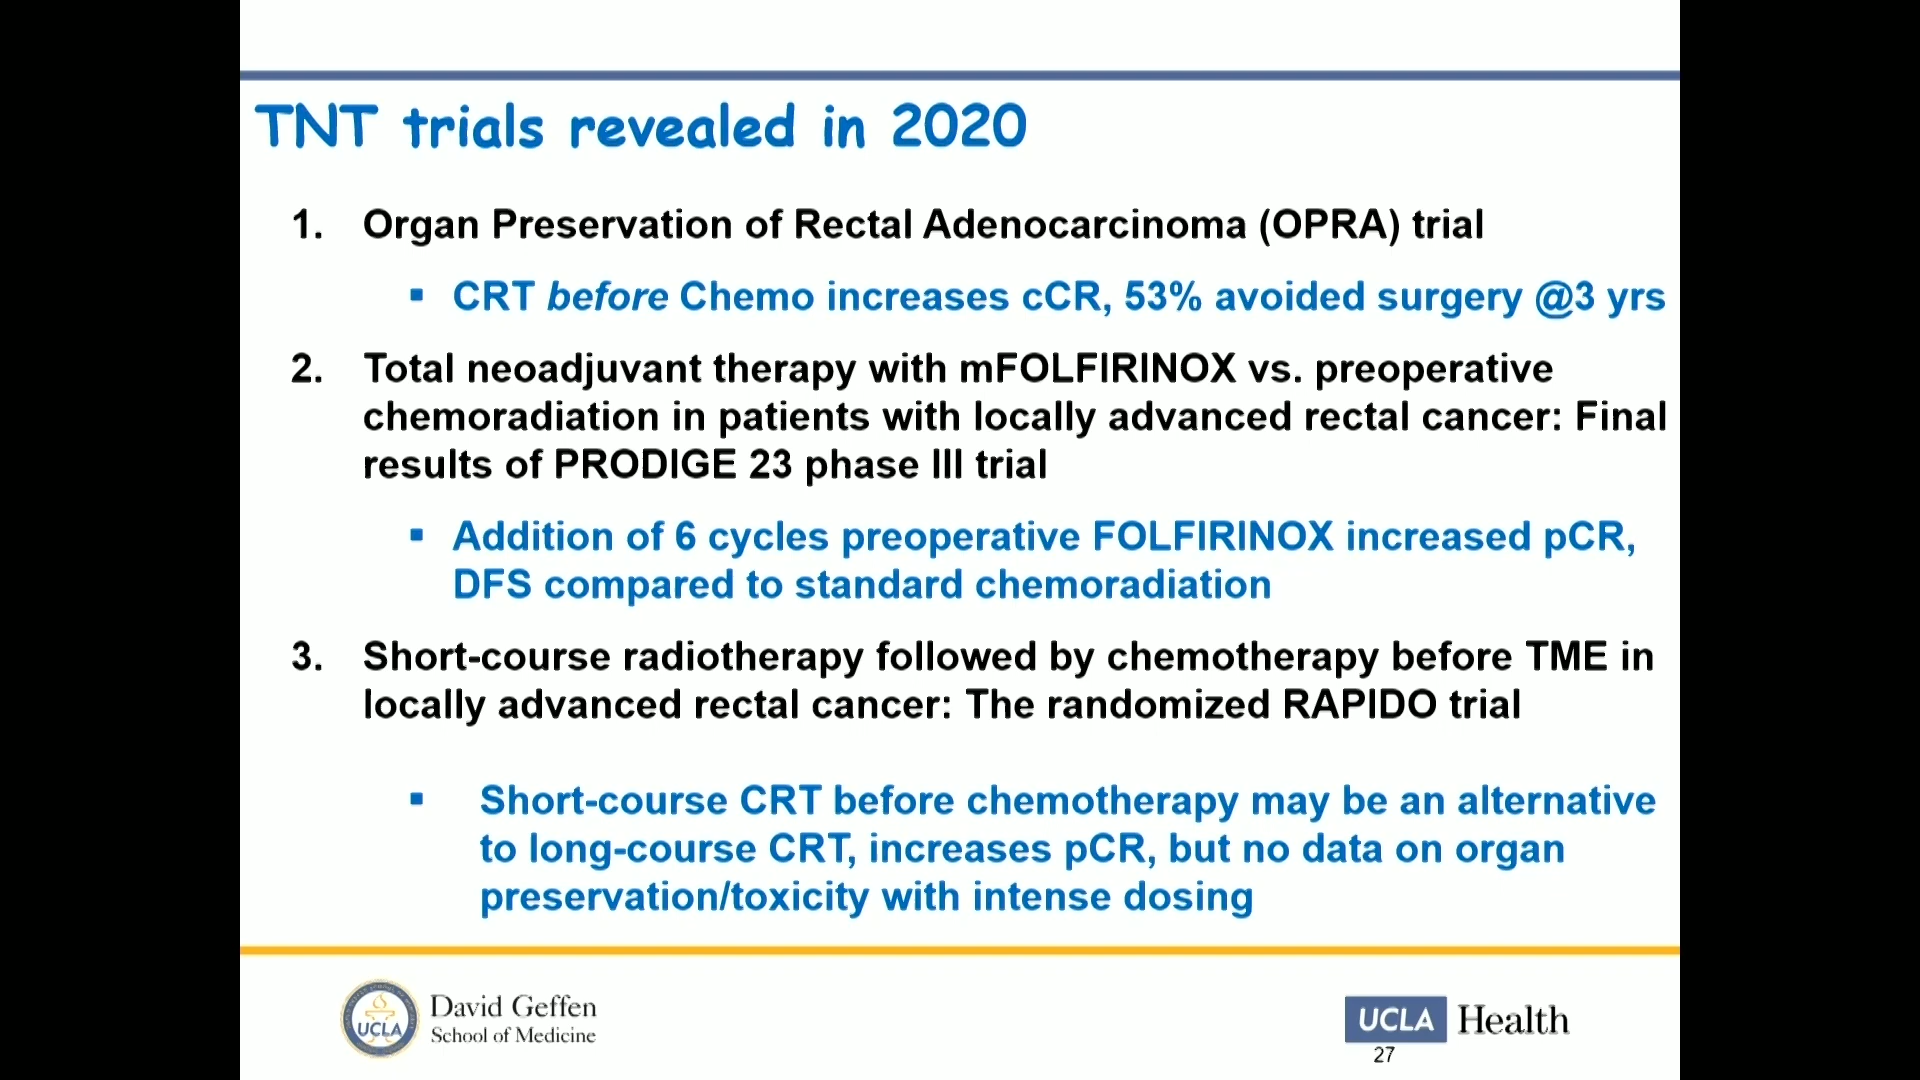 TNT trials revealed in 2020
1. Organ Preservation of Rectal Adenocarcinoma (OPRA) trial
▪ CRT before Chemo increases cCR, 53% avoided surgery @3 yrs
2. Total neoadjuvant therapy with mFOLFIRINOX vs. preoperative
chemoradiation in patients with locally advanced rectal cancer: Final
results of PRODIGE 23 phase III trial
▪ Addition of 6 cycles preoperative FOLFIRINOX increased pCR,
DFS compared to standard chemoradiation
3. Short-course radiotherapy followed by chemotherapy before TME in
locally advanced rectal cancer: The randomized RAPIDO trial
▪ Short-course CRT before chemotherapy may be an alternative
to long-course CRT, increases pCR, but no data on organ
preservation/toxicity with intense dosing
UCLA
David Geffen
School of Medicine
UCLA Health
27